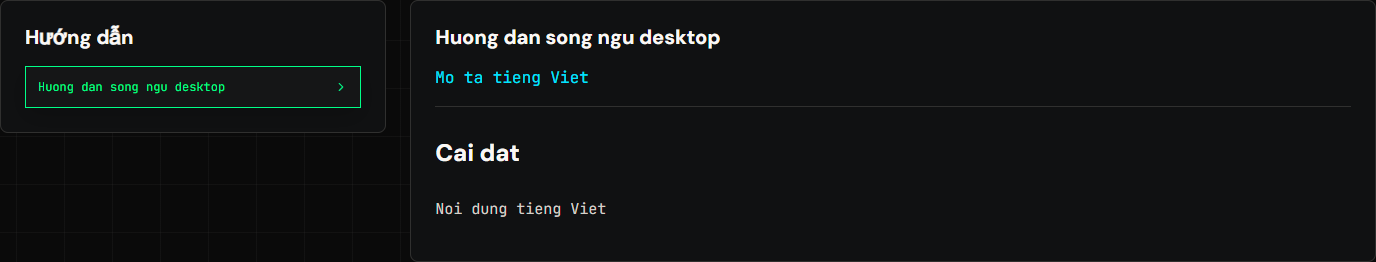 Hướng dẫn
Huong dan song ngu desktop
Huong dan song ngu desktop
Mo ta tieng Viet
Cai dat
Noi dung tieng Viet